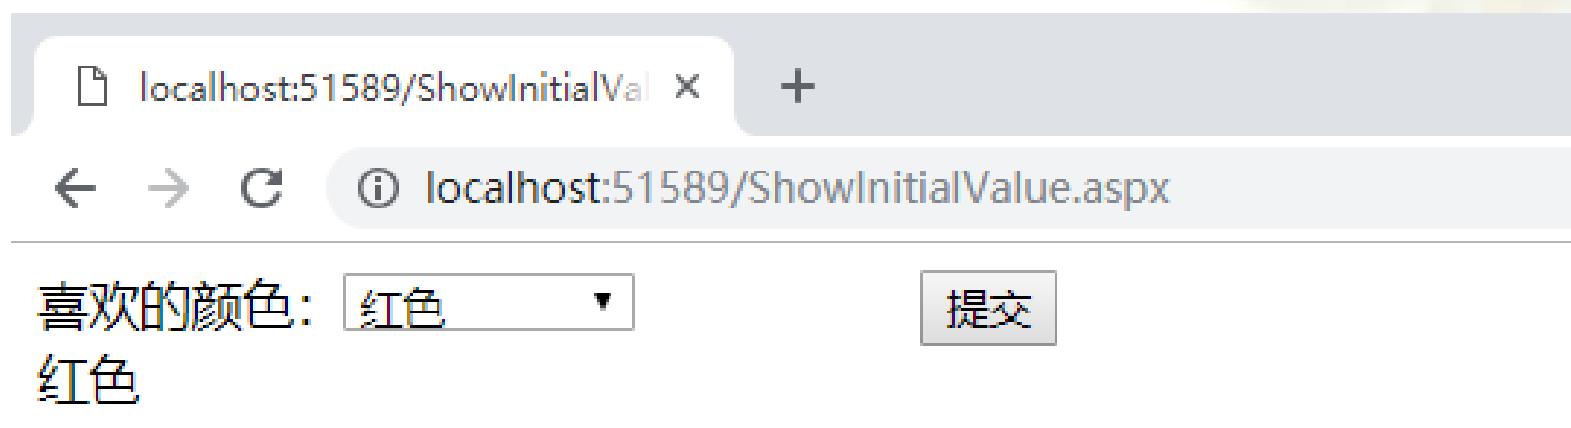 localhost:51589/ShowInitialVal
localhost:51589/ShowInitialValue.aspx
喜欢的颜色： 红色 提交
红色